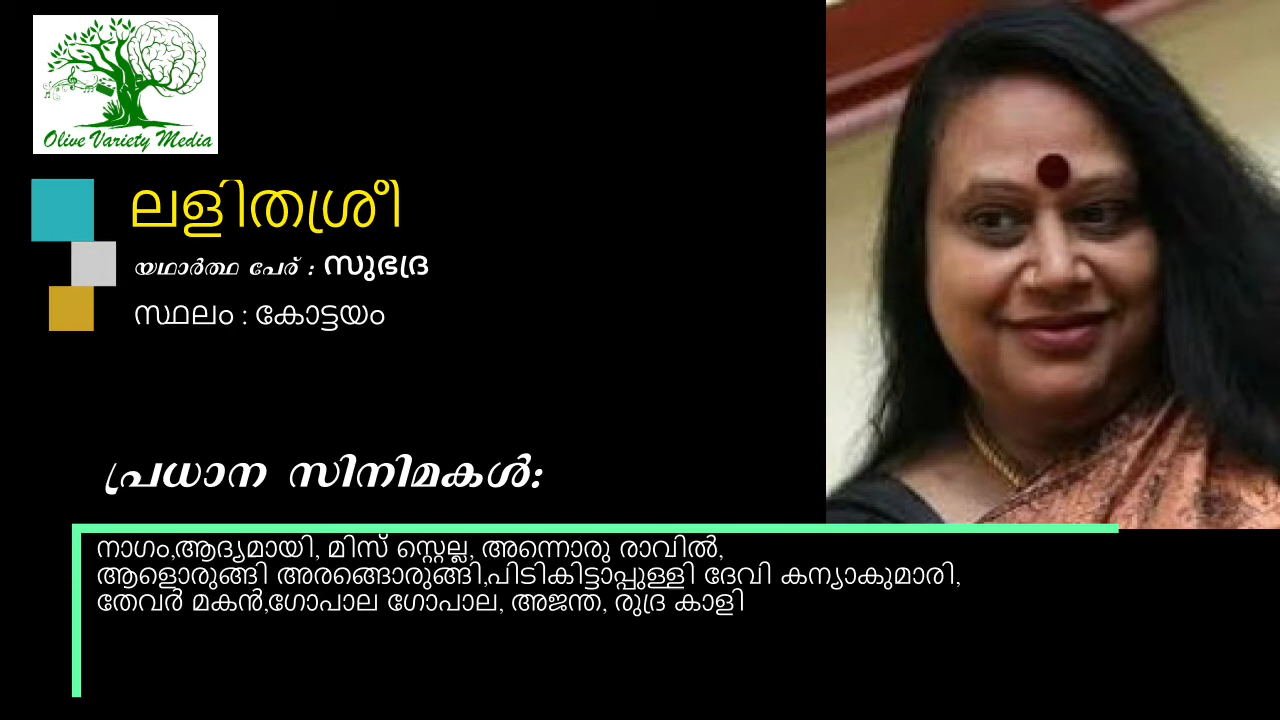 Olive Variety Media
ലളിതശ്രീ
യഥാർത്ഥ പേര് : സുഭദ്ര
സ്ഥലം : കോട്ടയം
പ്രധാന സിനിമകൾ:
നാഗം,ആദ്യമായി, മിസ് സ്റ്റെല്ല, അന്നൊരു രാവിൽ,
ആളൊരുങ്ങി അരങ്ങൊരുങ്ങി,പിടികിട്ടാപ്പുള്ളി ദേവി കന്യാകുമാരി,
തേവർ മകൻ,ഗോപാല ഗോപാല, അജന്ത, രുദ്ര കാളി